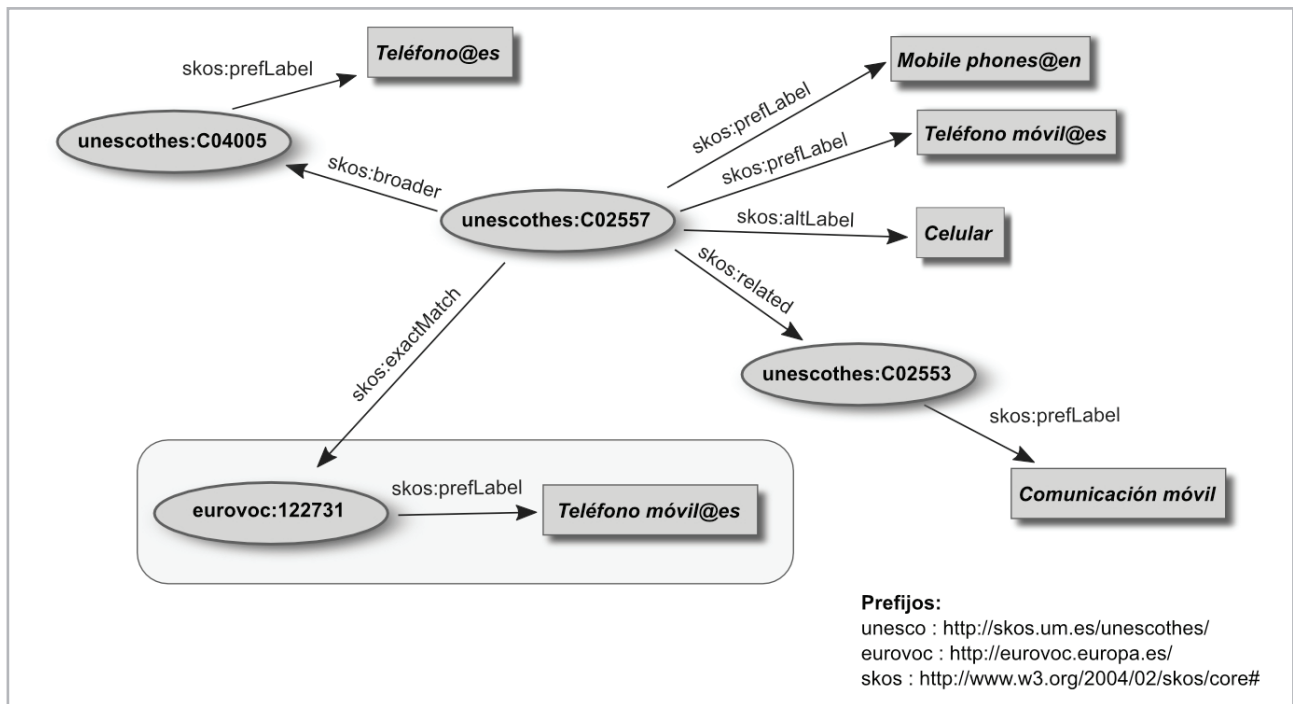 skos:prefLabel
Teléfono@es
unescothes:C04005
skos:broader
unescothes:C02557
skos:prefLabel
Mobile phones@en
skos:prefLabel
Teléfono móvil@es
skos:altLabel
Celular
skos:related
unescothes:C02553
skos:prefLabel
Comunicación móvil
skos:exactMatch
eurovoc:122731
skos:prefLabel
Teléfono móvil@es
Prefijos:
unesco : http://skos.um.es/unescothes/
eurovoc : http://eurovoc.europa.es/
skos : http://www.w3.org/2004/02/skos/core#